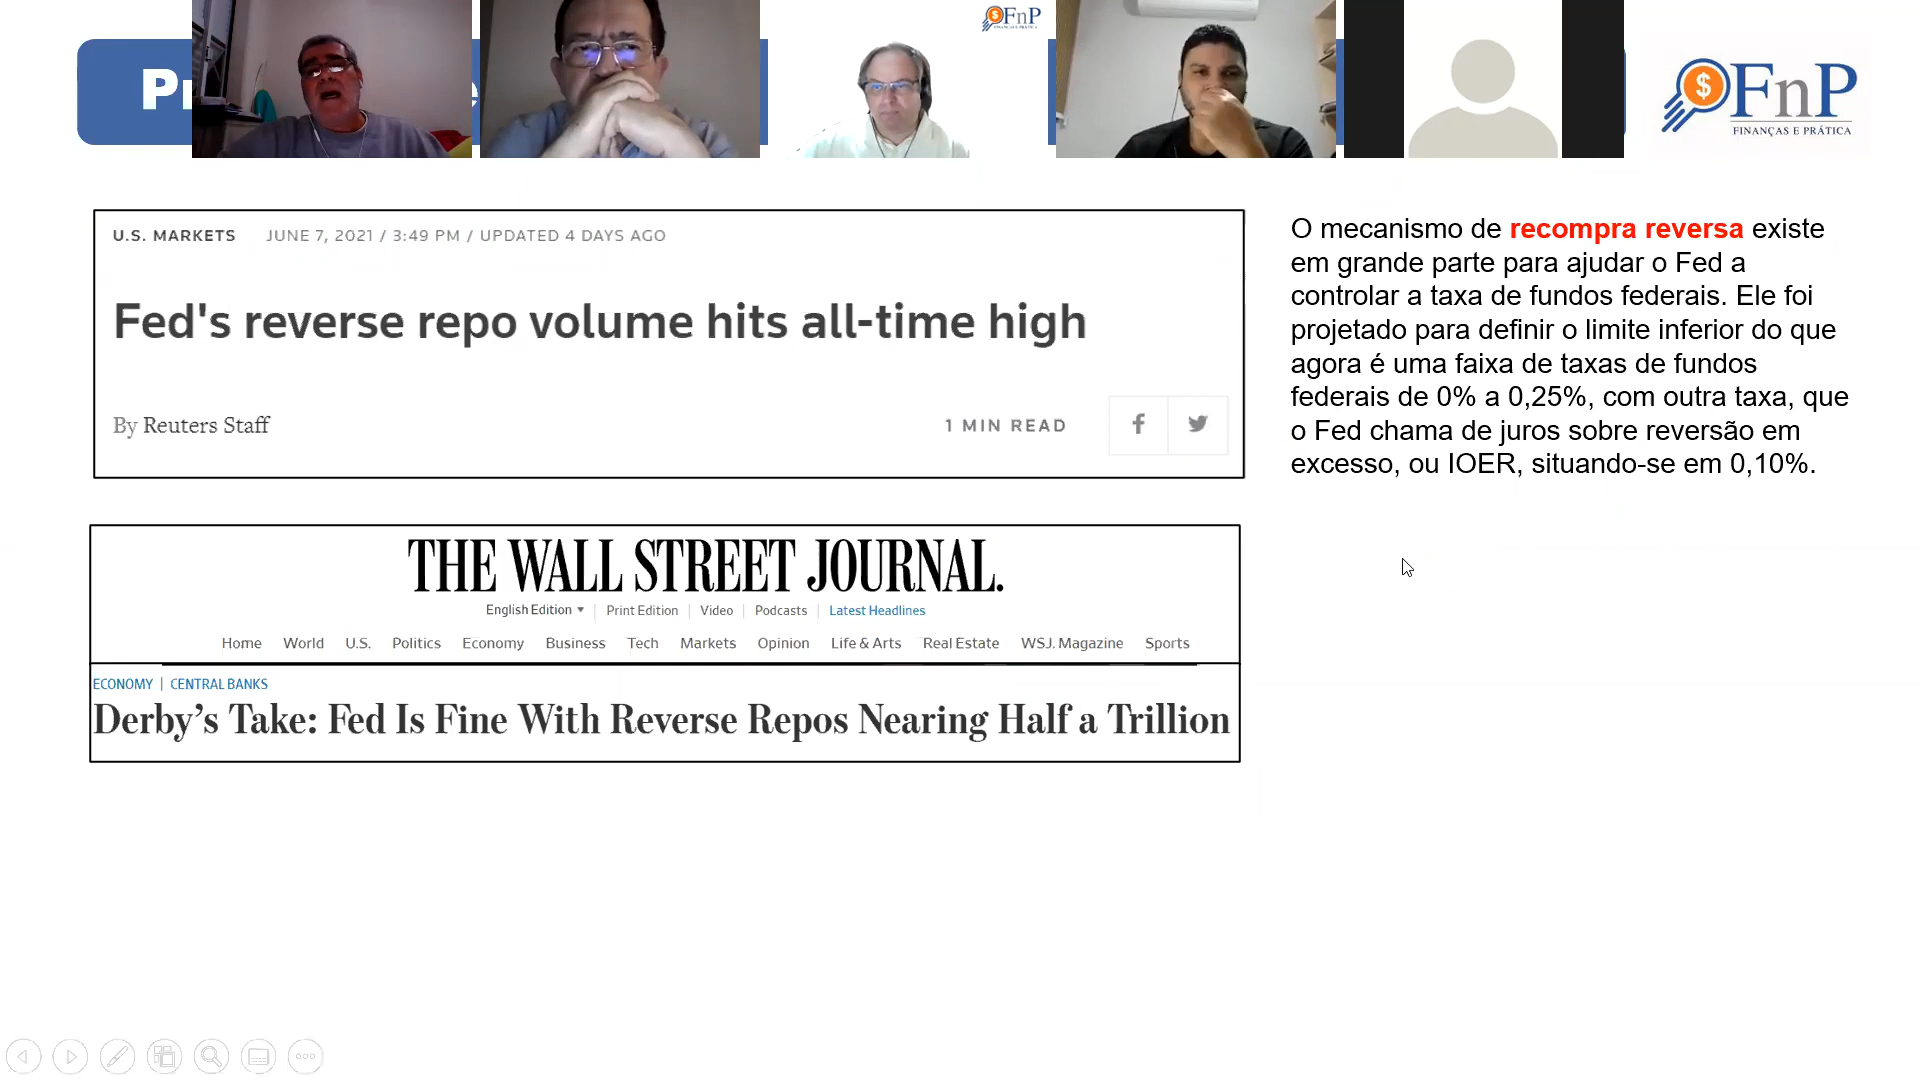 FnP
FINANÇAS E PRÁTICA
FnP
FINANÇAS E PRÁTICA
U.S. MARKETS JUNE 7, 2021 / 3:49 PM / UPDATED 4 DAYS AGO
Fed's reverse repo volume hits all-time high
By Reuters Staff 1 MIN READ
O mecanismo de recompra reversa existe
em grande parte para ajudar o Fed a
controlar a taxa de fundos federais. Ele foi
projetado para definir o limite inferior do que
agora é uma faixa de taxas de fundos
federais de 0% a 0,25%, com outra taxa, que
o Fed chama de juros sobre reversão em
excesso, ou IOER, situando-se em 0,10%.
THE WALL STREET JOURNAL.
English Edition Print Edition Video Podcasts Latest Headlines
Home World U.S. Politics Economy Business Tech Markets Opinion Life & Arts Real Estate WSJ. Magazine Sports
ECONOMY | CENTRAL BANKS
Derby's Take: Fed Is Fine With Reverse Repos Nearing Half a Trillion